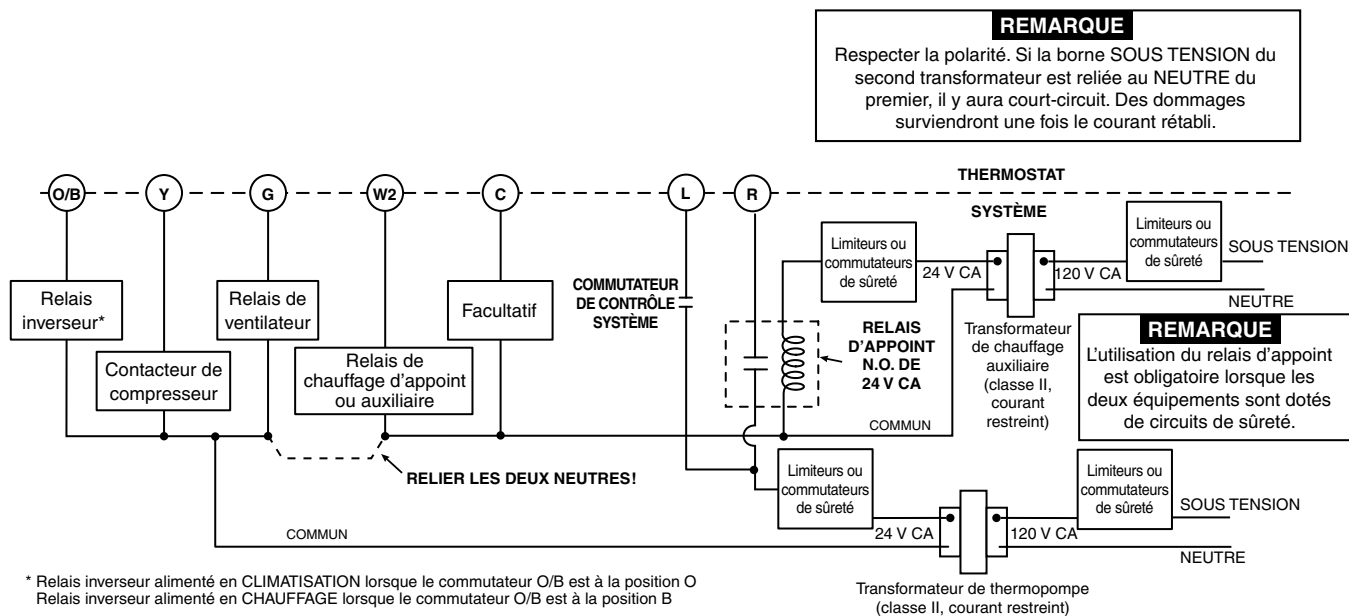 REMARQUE
Respecter la polarité. Si la borne SOUS TENSION du
second transformateur est reliée au NEUTRE du
premier, il y aura court-circuit. Des dommages
surviendront une fois le courant rétabli.
THERMOSTAT
O/B
Y
G
W2
C
L
R
SYSTÈME
Relais
inverseur*
Contacteur de
compresseur
Relais de
ventilateur
Relais de
chauffage d'appoint
ou auxiliaire
Facultatif
COMMUTATEUR
DE CONTRÔLE
SYSTÈME
Limiteurs ou
commutateurs
de sûreté
24 V CA
120 V CA
Limiteurs ou
commutateurs
de sûreté
SOUS TENSION
NEUTRE
RELAIS
D'APPOINT
N.O. DE
24 V CA
Transformateur
de chauffage
auxiliaire
(classe II,
courant
restreint)
REMARQUE
L'utilisation du relais d'appoint
est obligatoire lorsque les
deux équipements sont dotés
de circuits de sûreté.
COMMUN
RELIER LES DEUX NEUTRES!
Limiteurs ou
commutateurs
de sûreté
24 V CA
120 V CA
Limiteurs ou
commutateurs
de sûreté
SOUS TENSION
NEUTRE
COMMUN
Transformateur de thermopompe
(classe II, courant restreint)
* Relais inverseur alimenté en CLIMATISATION lorsque le commutateur O/B est à la position O
Relais inverseur alimenté en CHAUFFAGE lorsque le commutateur O/B est à la position B